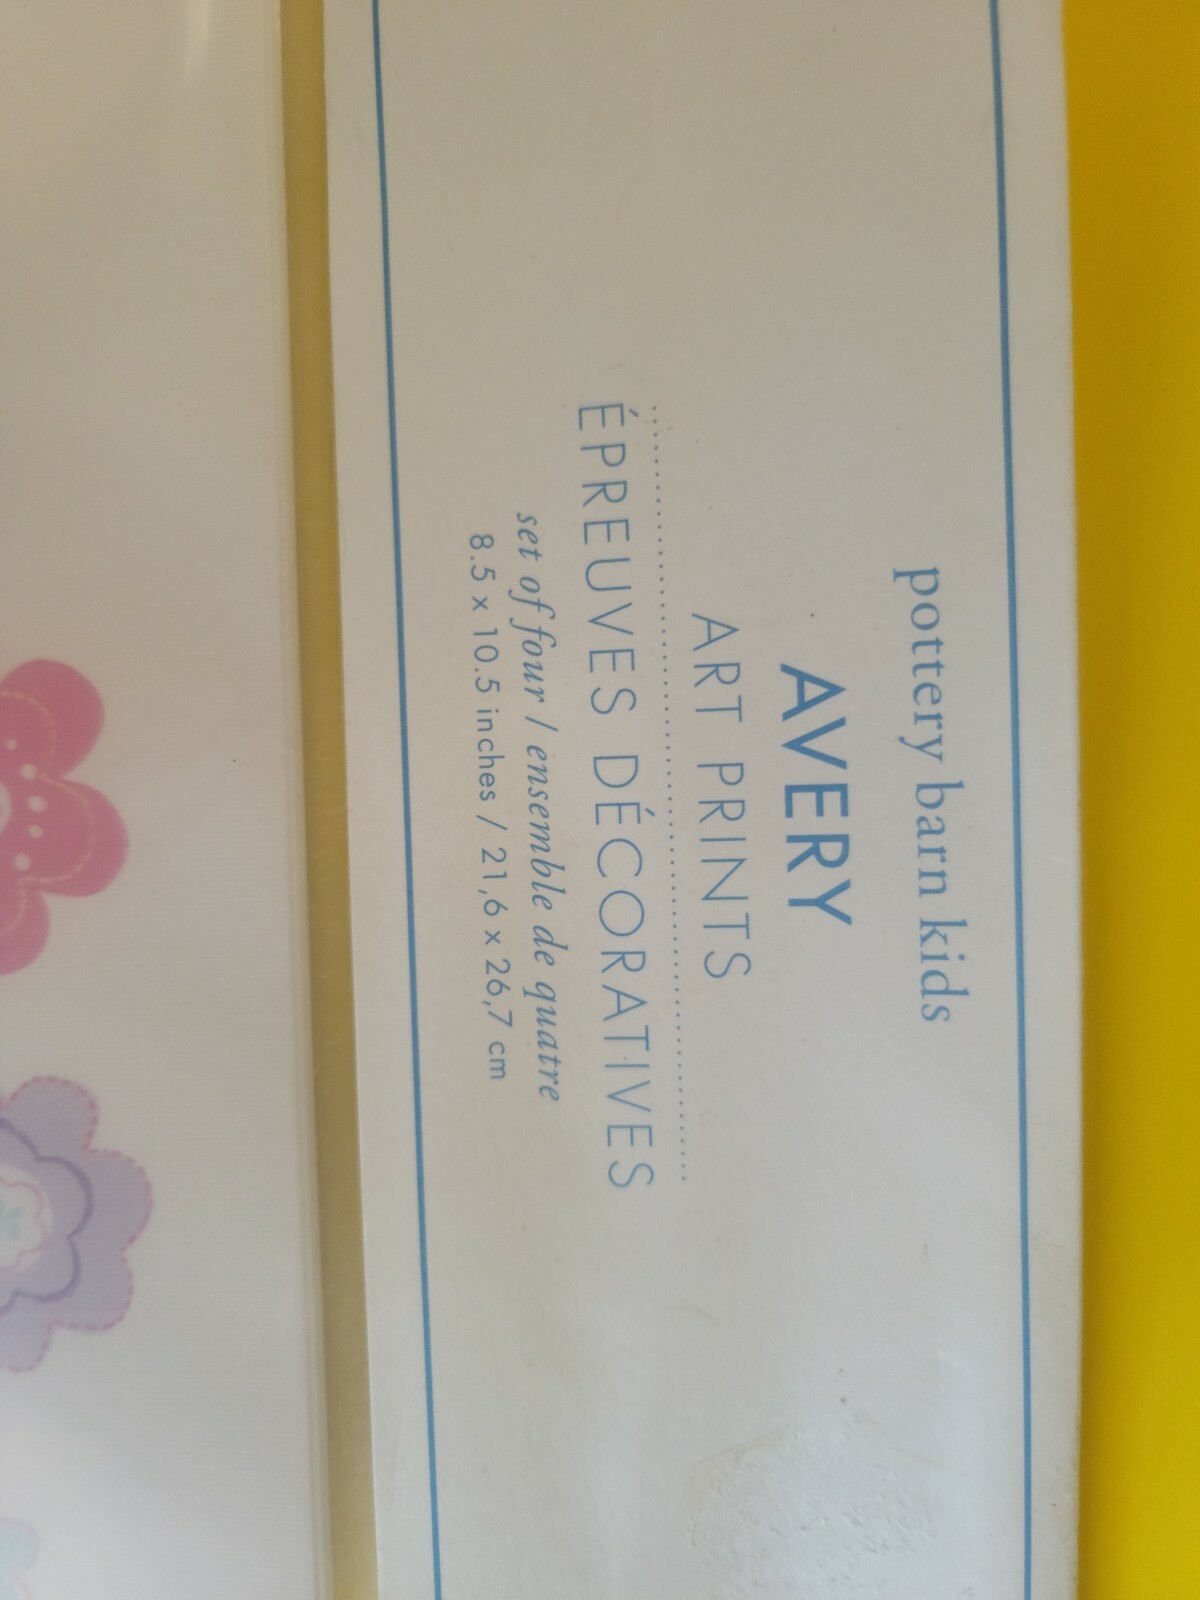 pottery barn kids
AVERY
ART PRINTS
ÉPREUVES DÉCORATIVES
set of four / ensemble de quatre
8.5 x 10.5 inches / 21,6 x 26,7 cm